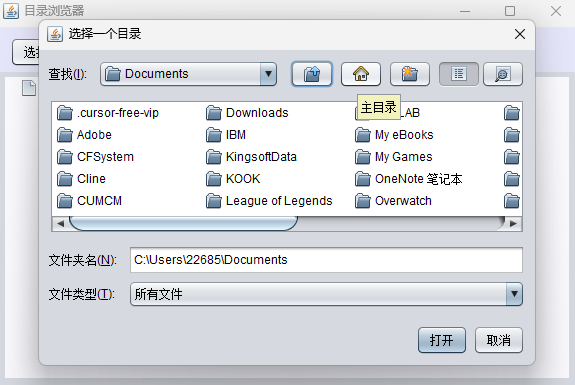 目录浏览器
选择一个目录
选
查找(I): Documents
主目录
.cursor-free-vip Downloads AB
Adobe IBM My eBooks
CFSystem KingsoftData My Games
Cline KOOK OneNote 笔记本
CUMCM League of Legends Overwatch
文件夹名(N): C:\Users\22685\Documents
文件类型(T): 所有文件
打开 取消